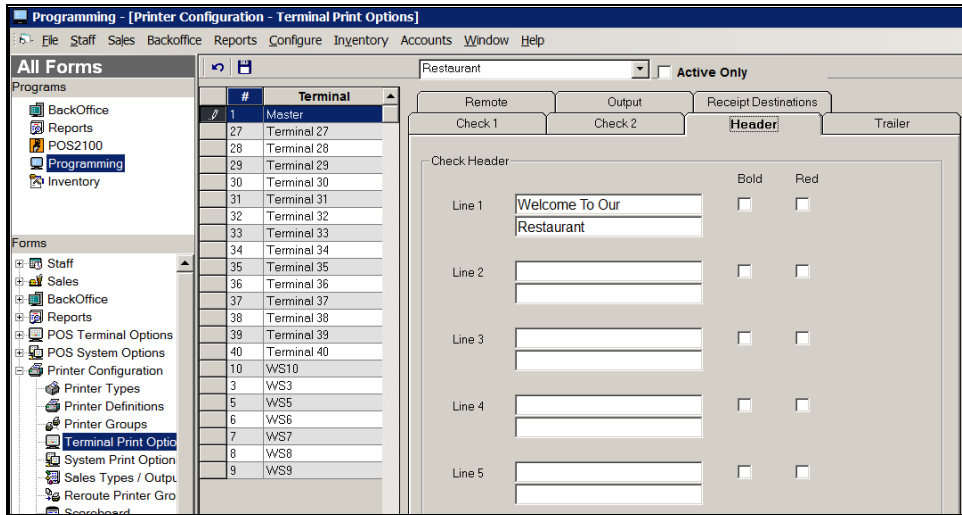 Programming - [Printer Configuration - Terminal Print Options]
File Staff Sales Backoffice Reports Configure Inventory Accounts Window Help
All Forms
Programs
BackOffice
Reports
POS2100
Programming
Inventory
Forms
Staff
Sales
BackOffice
Reports
POS Terminal Options
POS System Options
Printer Configuration
Printer Types
Printer Definitions
Printer Groups
Terminal Print Optio
System Print Option
Sales Types / Outpu
Reroute Printer Gro
Scoreboard
# Terminal
1 Master
27 Terminal 27
28 Terminal 28
29 Terminal 29
30 Terminal 30
31 Terminal 31
32 Terminal 32
33 Terminal 33
34 Terminal 34
35 Terminal 35
36 Terminal 36
37 Terminal 37
38 Terminal 38
39 Terminal 39
40 Terminal 40
10 WS10
3 WS3
5 WS5
6 WS6
7 WS7
8 WS8
9 WS9
Restaurant
Active Only
Remote Output Receipt Destinations
Check 1 Check 2 Header Trailer
Check Header
Bold Red
Line 1 Welcome To Our
Restaurant
Line 2
Line 3
Line 4
Line 5